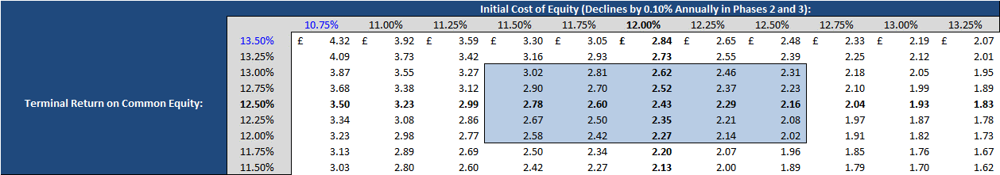 Initial Cost of Equity (Declines by 0.10% Annually in Phases 2 and 3):
10.75% 11.00% 11.25% 11.50% 11.75% 12.00% 12.25% 12.50% 12.75% 13.00% 13.25%
13.50% £ 4.32 £ 3.92 £ 3.59 £ 3.30 £ 3.05 £ 2.84 £ 2.65 £ 2.48 £ 2.33 £ 2.19 £ 2.07
13.25% 4.09 3.73 3.42 3.16 2.93 2.73 2.55 2.39 2.25 2.12 2.01
13.00% 3.87 3.55 3.27 3.02 2.81 2.62 2.46 2.31 2.18 2.05 1.95
12.75% 3.68 3.38 3.12 2.90 2.70 2.52 2.37 2.23 2.10 1.99 1.89
Terminal Return on Common Equity: 12.50% 3.50 3.23 2.99 2.78 2.60 2.43 2.29 2.16 2.04 1.93 1.83
12.25% 3.34 3.08 2.86 2.67 2.50 2.35 2.21 2.08 1.97 1.87 1.78
12.00% 3.23 2.98 2.77 2.58 2.42 2.27 2.14 2.02 1.91 1.82 1.73
11.75% 3.13 2.89 2.69 2.50 2.34 2.20 2.07 1.96 1.85 1.76 1.67
11.50% 3.03 2.80 2.60 2.42 2.27 2.13 2.00 1.89 1.79 1.70 1.62